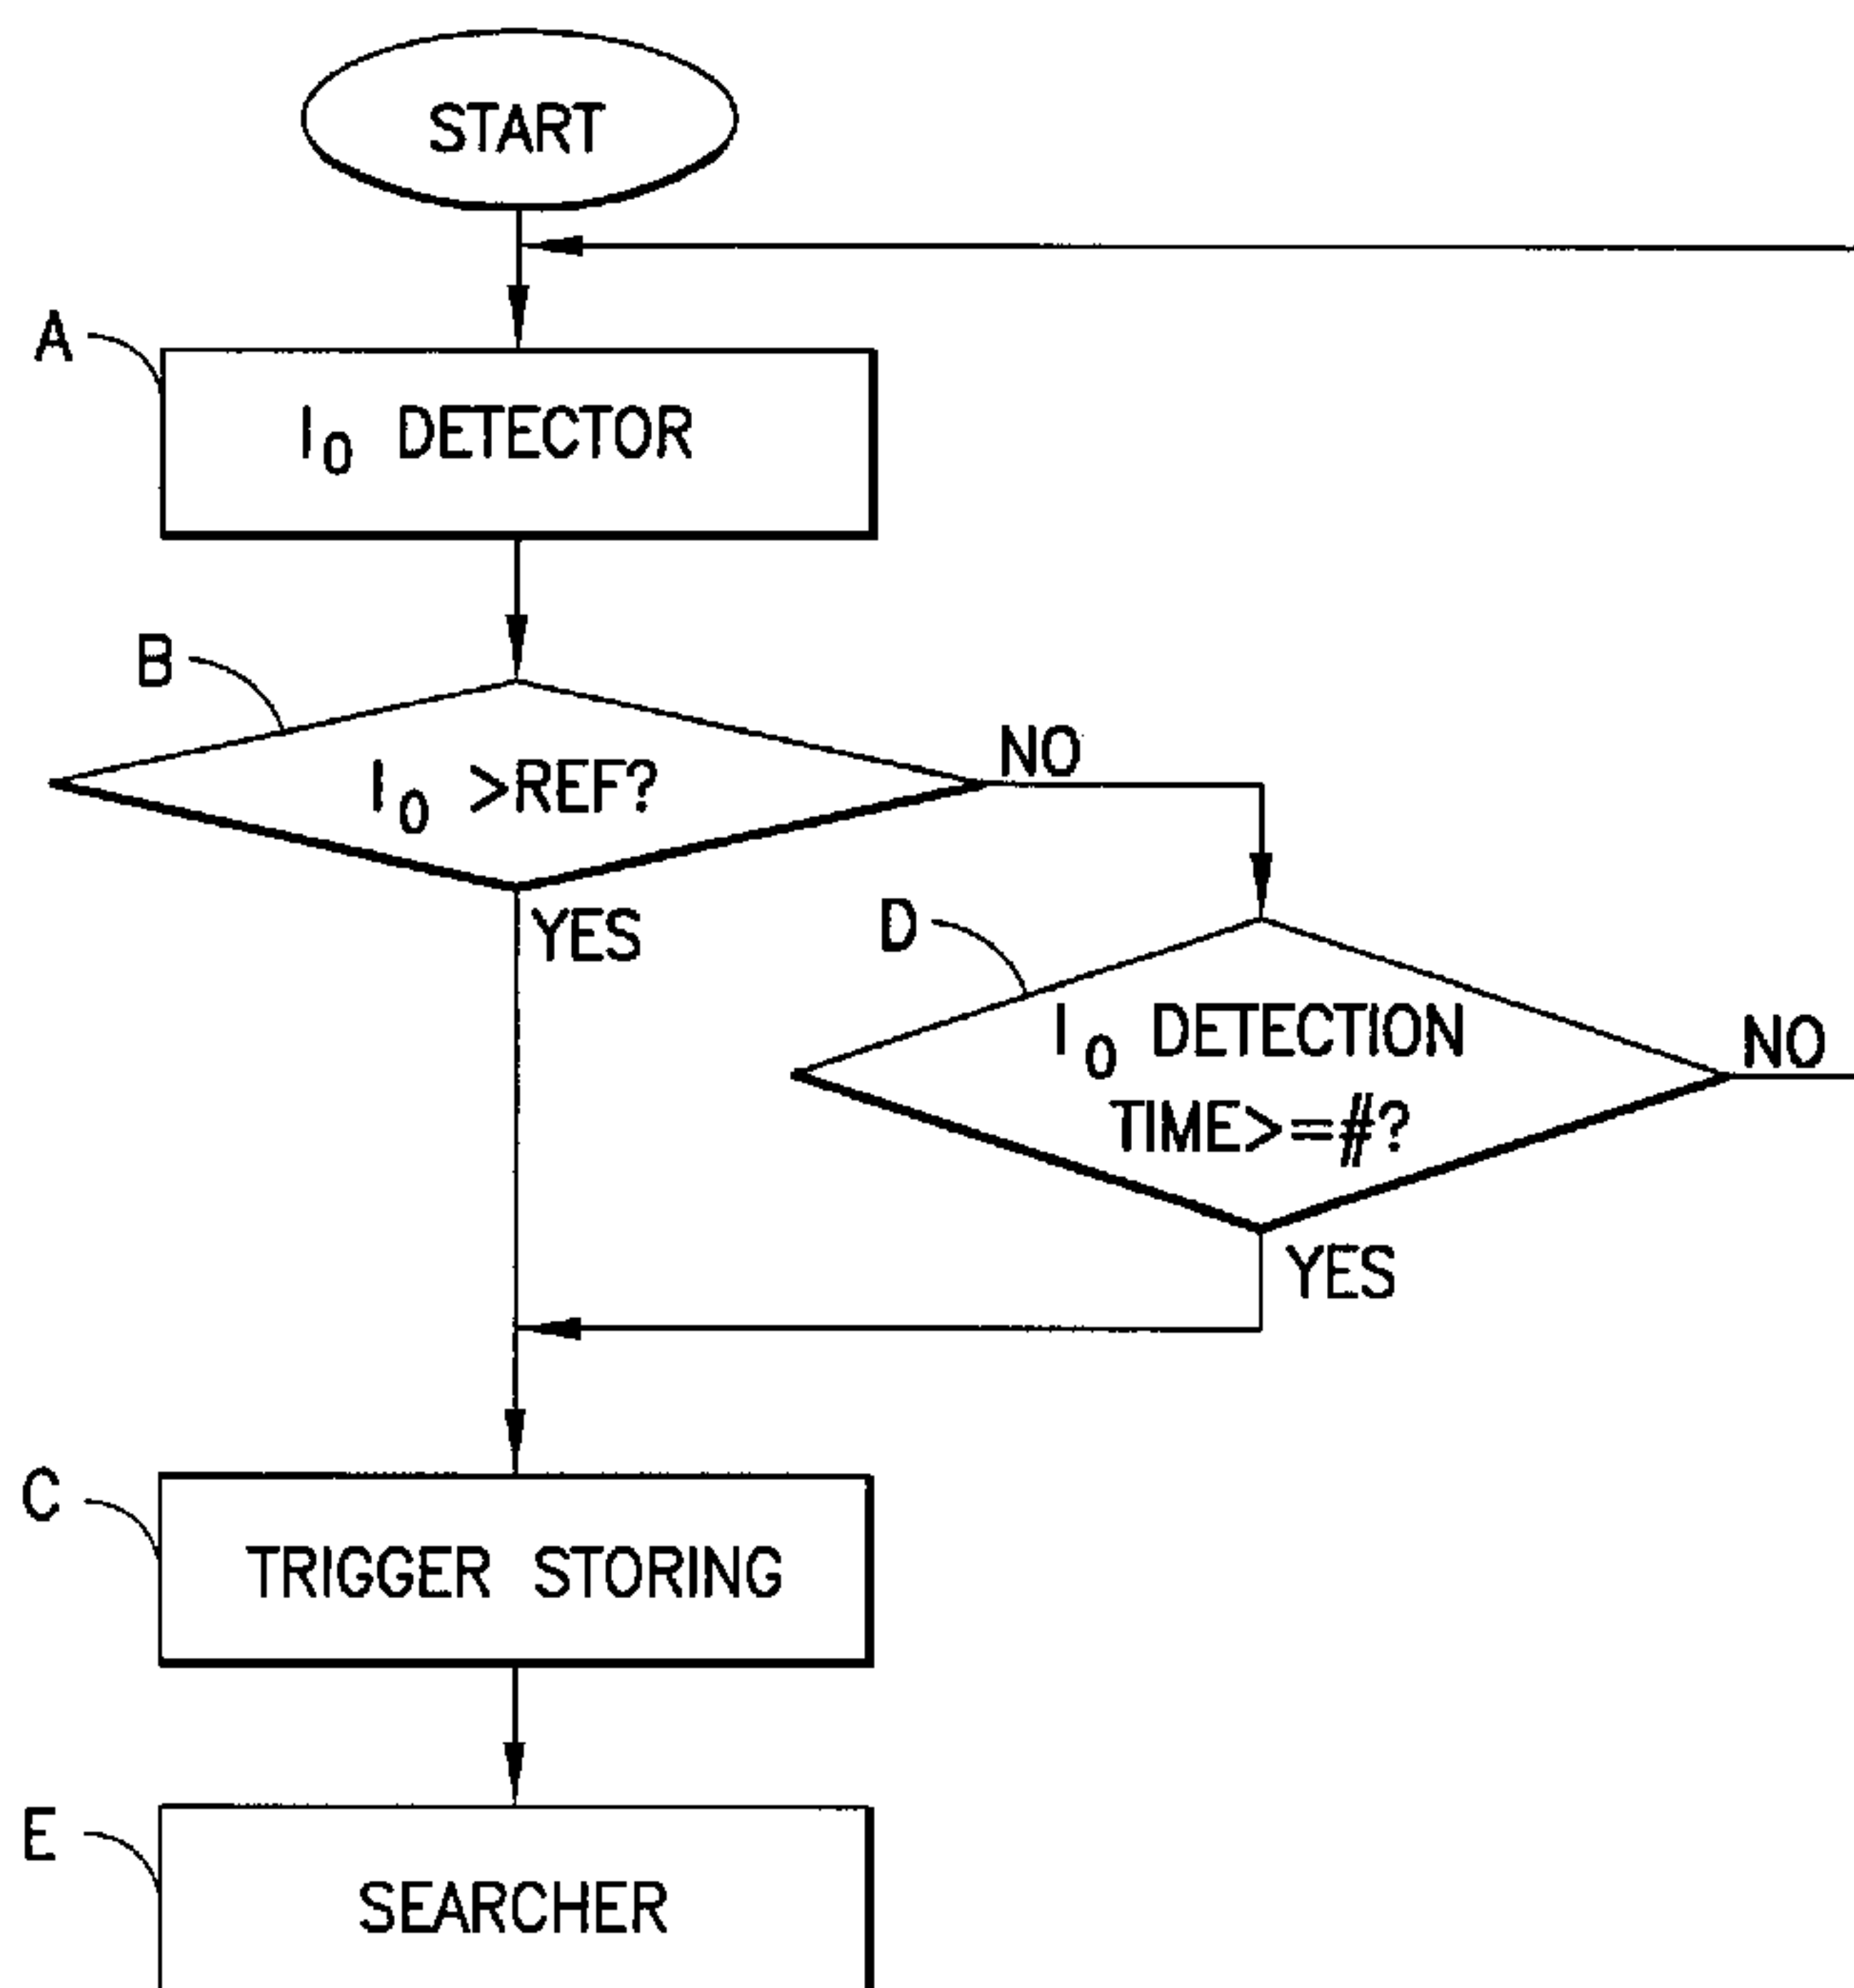 START
A
I₀ DETECTOR
B
I₀ >REF?
NO
YES
D
I₀ DETECTION
TIME>=#?
NO
YES
C
TRIGGER STORING
E
SEARCHER